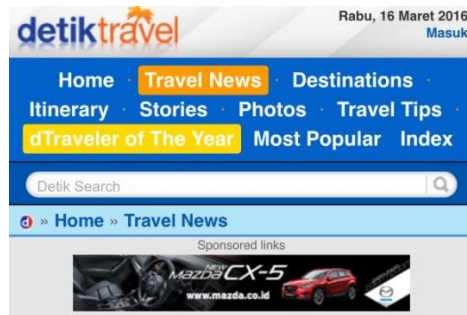 detiktravel
Rabu, 16 Maret 2016
Masuk
Home · Travel News · Destinations ·
Itinerary · Stories · Photos · Travel Tips ·
dTraveler of The Year Most Popular Index
Detik Search
d » Home » Travel News
Sponsored links
NEW
MAZDA CX-5
www.mazda.co.id